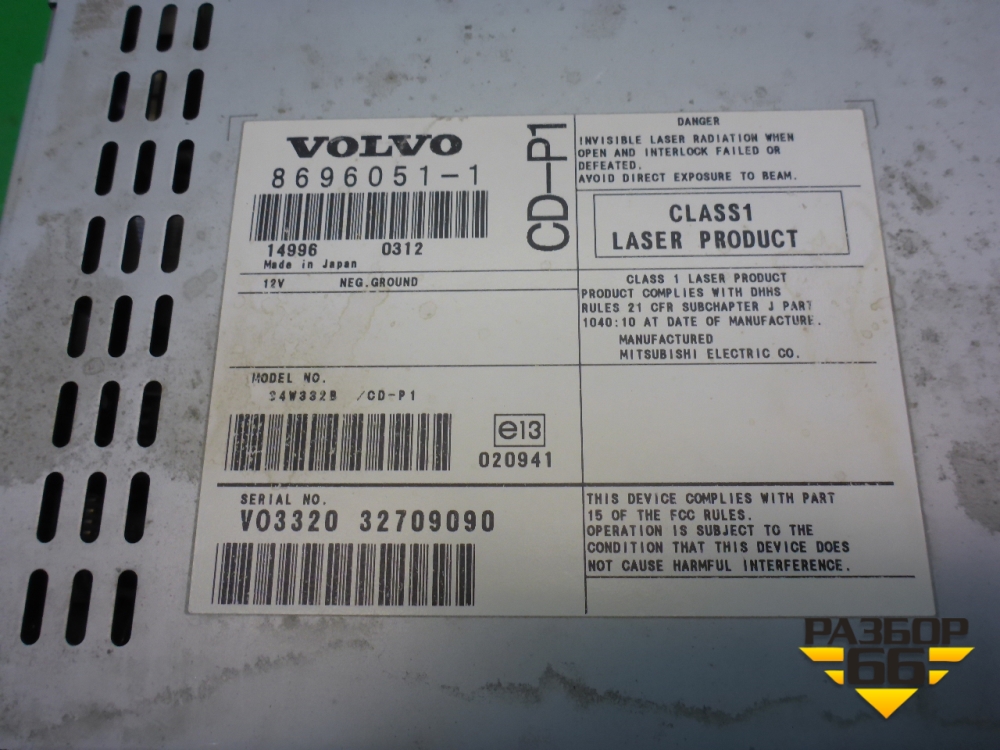 VOLVO
8696051-1
14996 0312
Made in Japan
CD-P1
12V NEG.GROUND
MODEL NO.
34W332B /CD-P1
e13
020941
SERIAL NO.
VO3320 32709090
DANGER
INVISIBLE LASER RADIATION WHEN
OPEN AND INTERLOCK FAILED OR
DEFEATED.
AVOID DIRECT EXPOSURE TO BEAM.
CLASS1
LASER PRODUCT
CLASS 1 LASER PRODUCT
PRODUCT COMPLIES WITH DHHS
RULES 21 CFR SUBCHAPTER J PART
1040:10 AT DATE OF MANUFACTURE.
MANUFACTURED
MITSUBISHI ELECTRIC CO.
THIS DEVICE COMPLIES WITH PART
15 OF THE FCC RULES.
OPERATION IS SUBJECT TO THE
CONDITION THAT THIS DEVICE DOES
NOT CAUSE HARMFUL INTERFERENCE.
РАЗБОР
66